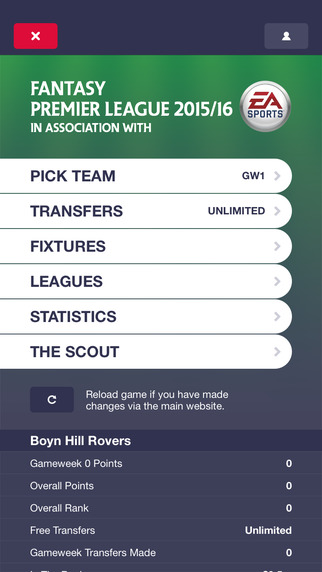 FANTASY
PREMIER LEAGUE 2015/16
IN ASSOCIATION WITH
EA
SPORTS
PICK TEAM GW1
TRANSFERS UNLIMITED
FIXTURES
LEAGUES
STATISTICS
THE SCOUT
Reload game if you have made
changes via the main website.
Boyn Hill Rovers
Gameweek 0 Points 0
Overall Points 0
Overall Rank 0
Free Transfers Unlimited
Gameweek Transfers Made 0